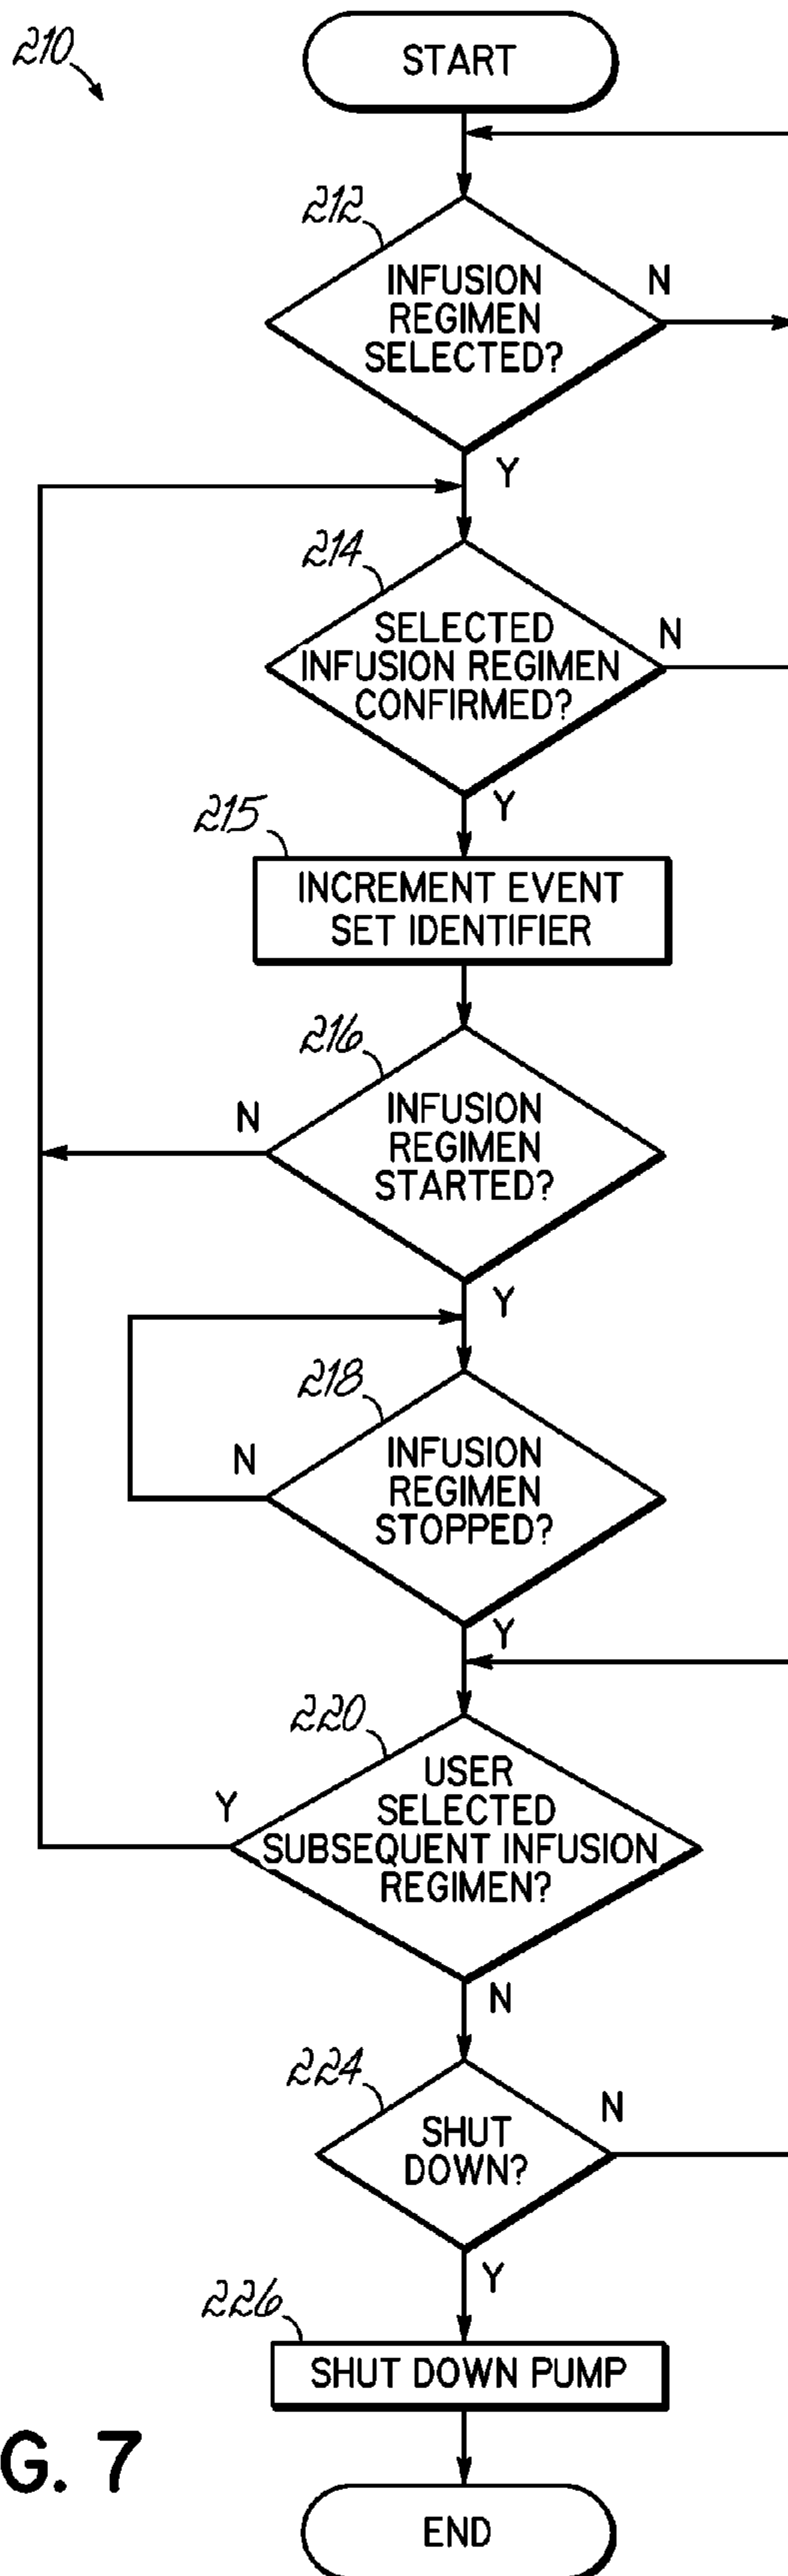 210
START
212
INFUSION
REGIMEN
SELECTED?
N
Y
214
SELECTED
INFUSION REGIMEN
CONFIRMED?
N
Y
215
INCREMENT EVENT
SET IDENTIFIER
216
INFUSION
REGIMEN
STARTED?
N
Y
218
INFUSION
REGIMEN
STOPPED?
N
Y
220
USER
SELECTED
SUBSEQUENT INFUSION
REGIMEN?
Y
N
224
SHUT
DOWN?
N
Y
226
SHUT DOWN PUMP
G. 7
END